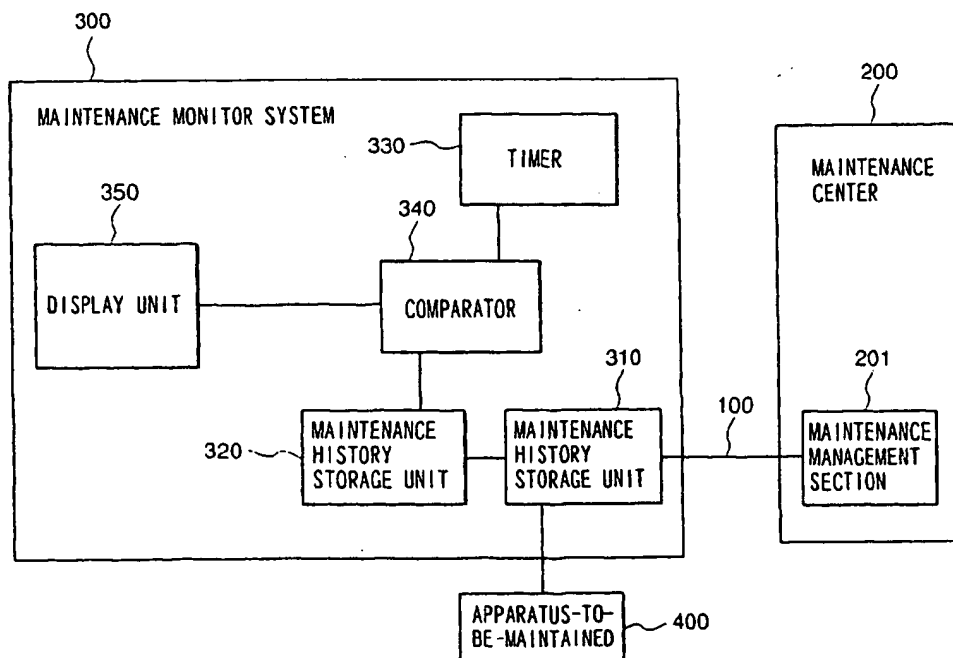 300
200
MAINTENANCE MONITOR SYSTEM
330
TIMER
MAINTENANCE
CENTER
350
340
DISPLAY UNIT
COMPARATOR
310
201
100
320
MAINTENANCE
HISTORY
STORAGE UNIT
MAINTENANCE
HISTORY
STORAGE UNIT
MAINTENANCE
MANAGEMENT
SECTION
APPARATUS-TO-
BE-MAINTAINED
400